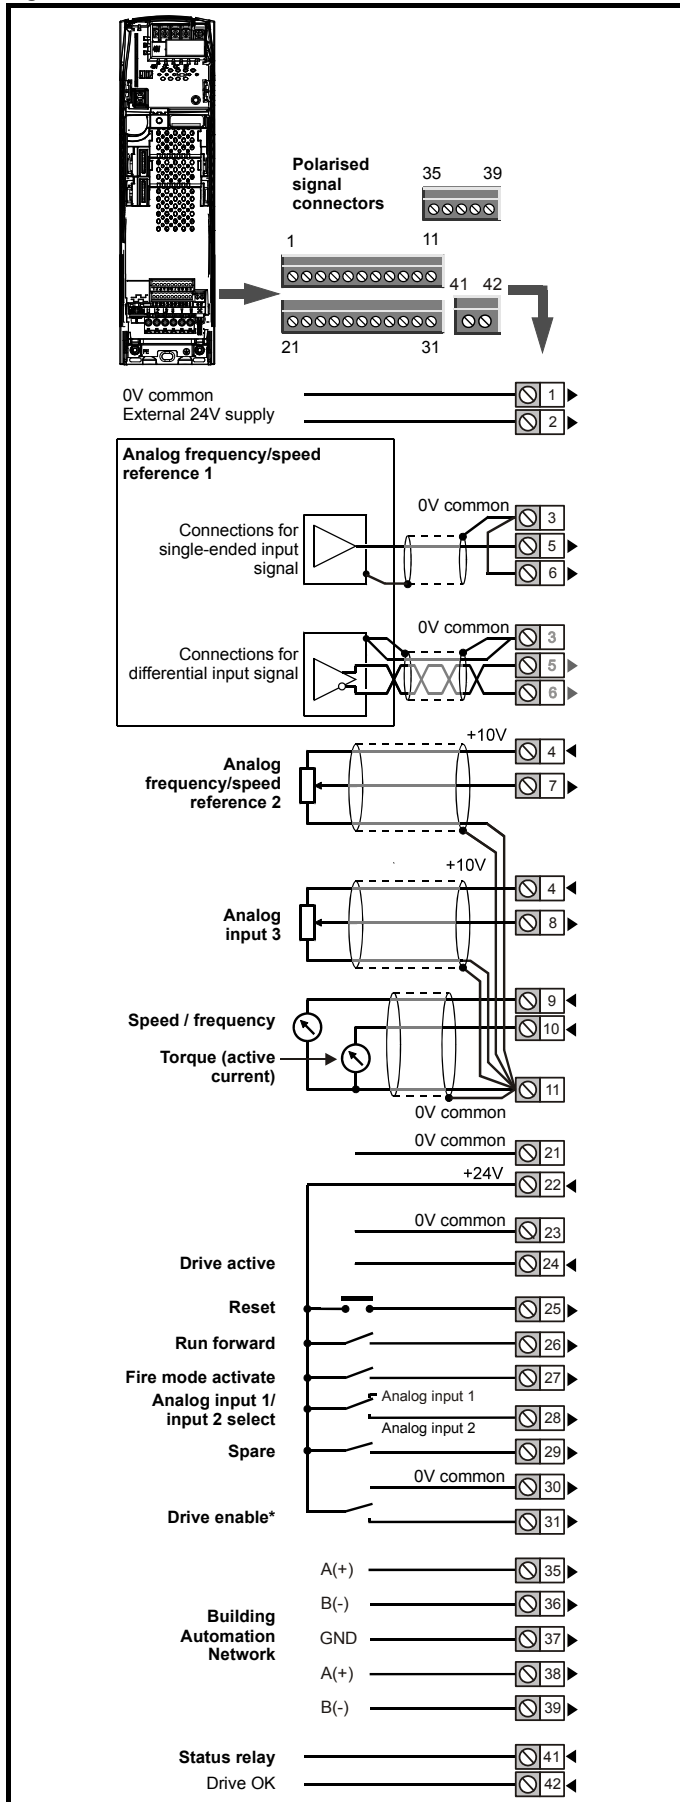 Polarised
signal
connectors
35 39
1 11
41 42
21 31
0V common 1
External 24V supply 2
Analog frequency/speed
reference 1
0V common 3
Connections for
single-ended input
signal
5
6
0V common 3
Connections for
differential input signal
5
6
+10V 4
Analog
frequency/speed
reference 2
7
+10V
4
Analog
input 3
8
9
Speed / frequency
10
Torque (active
current)
11
0V common
0V common 21
+24V 22
0V common 23
Drive active 24
Reset 25
Run forward 26
Fire mode activate 27
Analog input 1/
input 2 select
Analog input 1
28
Analog input 2
Spare 29
0V common 30
Drive enable* 31
A(+) 35
B(-) 36
Building
Automation
Network
GND 37
A(+) 38
B(-) 39
Status relay 41
Drive OK 42